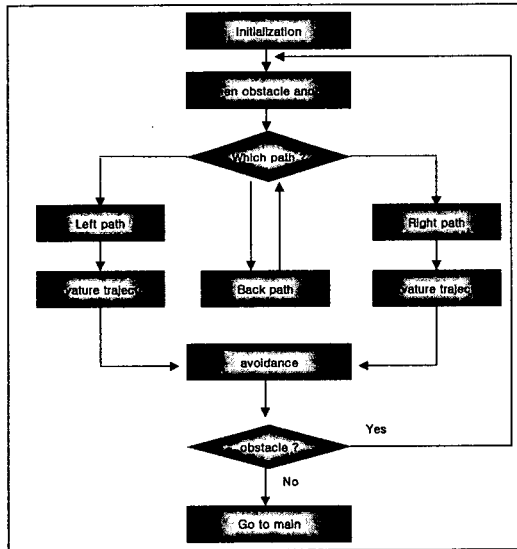 Initialization
en obstacle and
Which path ?
Left path
Right path
vature traject
Back path
vature traject
avoidance
Yes
obstacle ?
No
Go to main